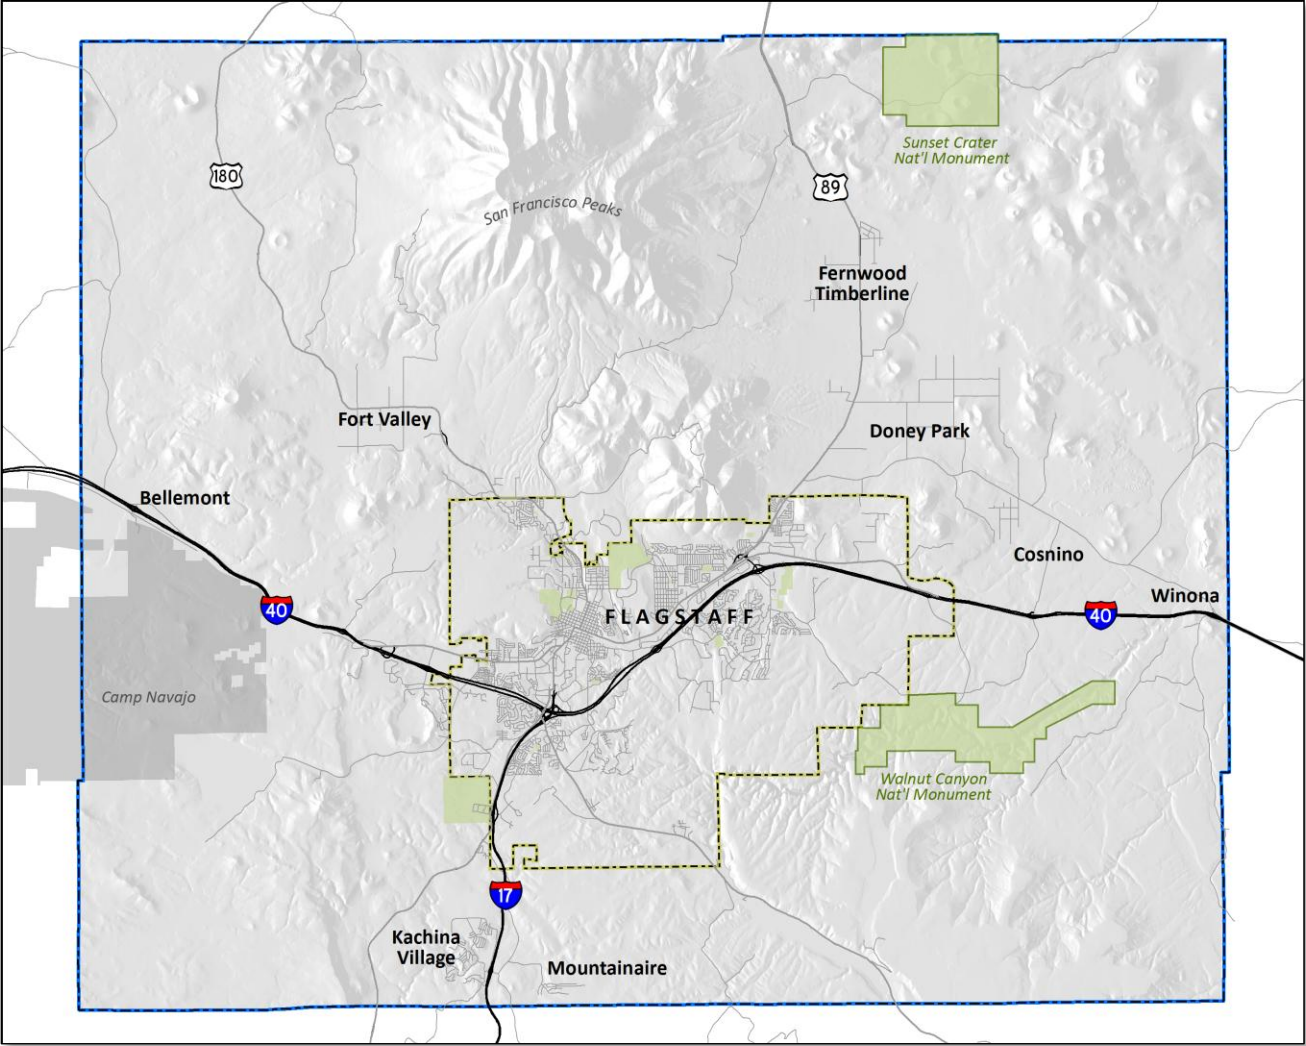 Sunset Crater
Nat'l Monument
180
89
San Francisco Peaks
Fernwood
Timberline
Fort Valley
Doney Park
Bellemont
Cosnino
Winona
40
FLAGSTAFF
40
Camp Navajo
Walnut Canyon
Nat'l Monument
17
Kachina
Village
Mountainaire